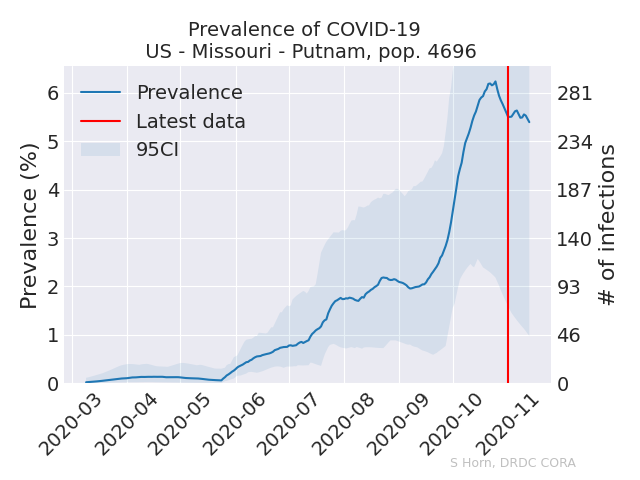 Prevalence of COVID-19
US - Missouri - Putnam, pop. 4696
Prevalence
Latest data
95CI
Prevalence (%)
6
5
4
3
2
1
0
281
234
187
140
93
46
0
# of infections
2020-03
2020-04
2020-05
2020-06
2020-07
2020-08
2020-09
2020-10
2020-11
S Horn, DRDC CORA